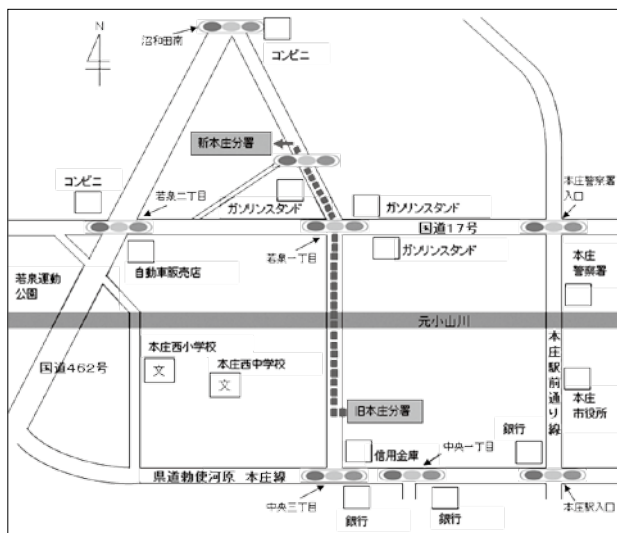 N
沼和田南
コンビニ
新本庄分署
コンビニ
若泉二丁目
ガソリンスタンド
ガソリンスタンド
本庄警察署
入口
国道17号
若泉一丁目
ガソリンスタンド
自動車販売店
若泉運動
公園
本庄
警察署
元小山川
国道462号
本庄西小学校
文
本庄西中学校
文
本庄駅前通り線
本庄
市役所
旧本庄分署
信用金庫
中央一丁目
銀行
県道勅使河原 本庄線
中央三丁目
銀行
銀行
本庄駅入口